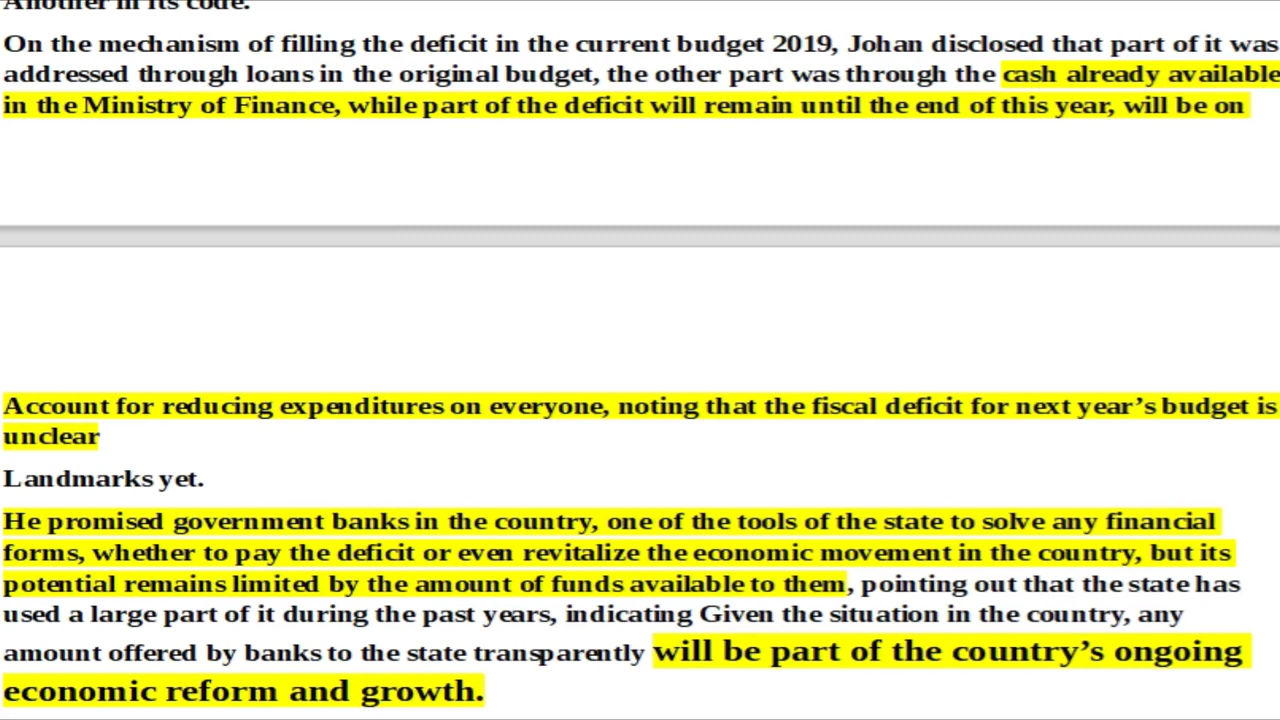 Another in its code.
On the mechanism of filling the deficit in the current budget 2019, Johan disclosed that part of it was
addressed through loans in the original budget, the other part was through the cash already available
in the Ministry of Finance, while part of the deficit will remain until the end of this year, will be on
Account for reducing expenditures on everyone, noting that the fiscal deficit for next year’s budget is
unclear
Landmarks yet.
He promised government banks in the country, one of the tools of the state to solve any financial
forms, whether to pay the deficit or even revitalize the economic movement in the country, but its
potential remains limited by the amount of funds available to them, pointing out that the state has
used a large part of it during the past years, indicating Given the situation in the country, any
amount offered by banks to the state transparently will be part of the country’s ongoing
economic reform and growth.